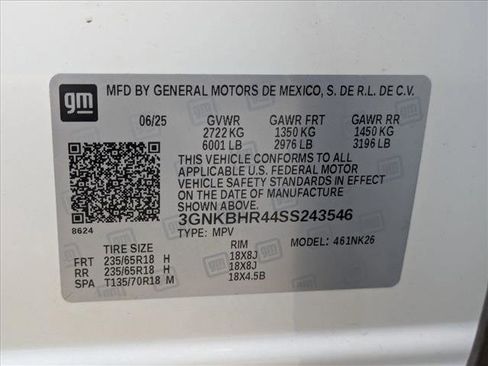 gm
MFD BY GENERAL MOTORS DE MEXICO, S. DE R.L. DE C.V.
06/25 GVWR GAWR FRT GAWR RR
2722 KG 1350 KG 1450 KG
6001 LB 2976 LB 3196 LB
THIS VEHICLE CONFORMS TO ALL
APPLICABLE U.S. FEDERAL MOTOR
VEHICLE SAFETY STANDARDS IN EFFECT
ON THE DATE OF MANUFACTURE
SHOWN ABOVE.
3GNKBHR44SS243546
8624 TYPE: MPV MODEL: 461NK26
TIRE SIZE RIM
FRT 235/65R18 H 18X8J
RR 235/65R18 H 18X8J
SPA T135/70R18 M 18X4.5B